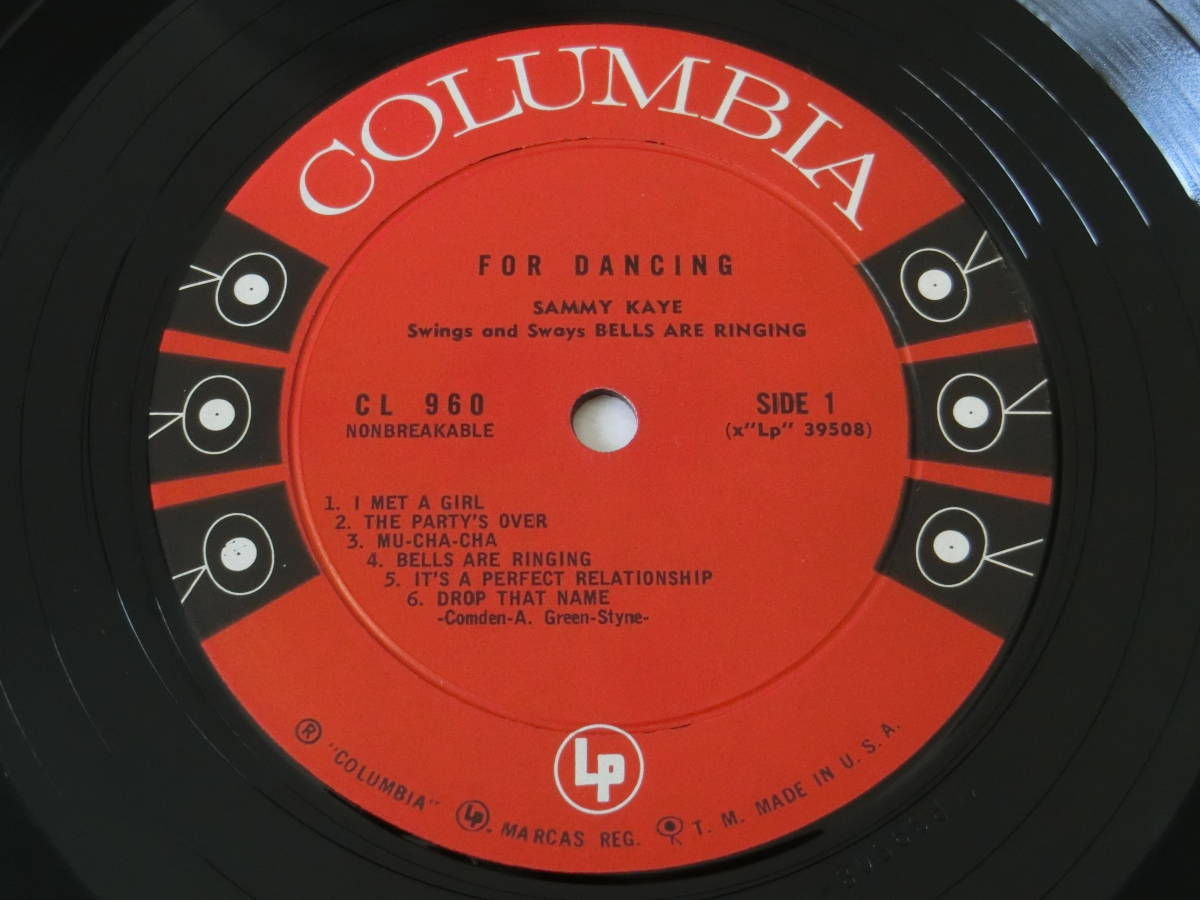 COLUMBIA
FOR DANCING
SAMMY KAYE
Swings and Sways BELLS ARE RINGING
CL 960
NONBREAKABLE
SIDE 1
(x"Lp" 39508)
1. I MET A GIRL
2. THE PARTY'S OVER
3. MU-CHA-CHA
4. BELLS ARE RINGING
5. IT'S A PERFECT RELATIONSHIP
6. DROP THAT NAME
-Comden-A. Green-Styne-
Lp
® "COLUMBIA" Lp. MARCAS REG. T. M. MADE IN U. S. A.